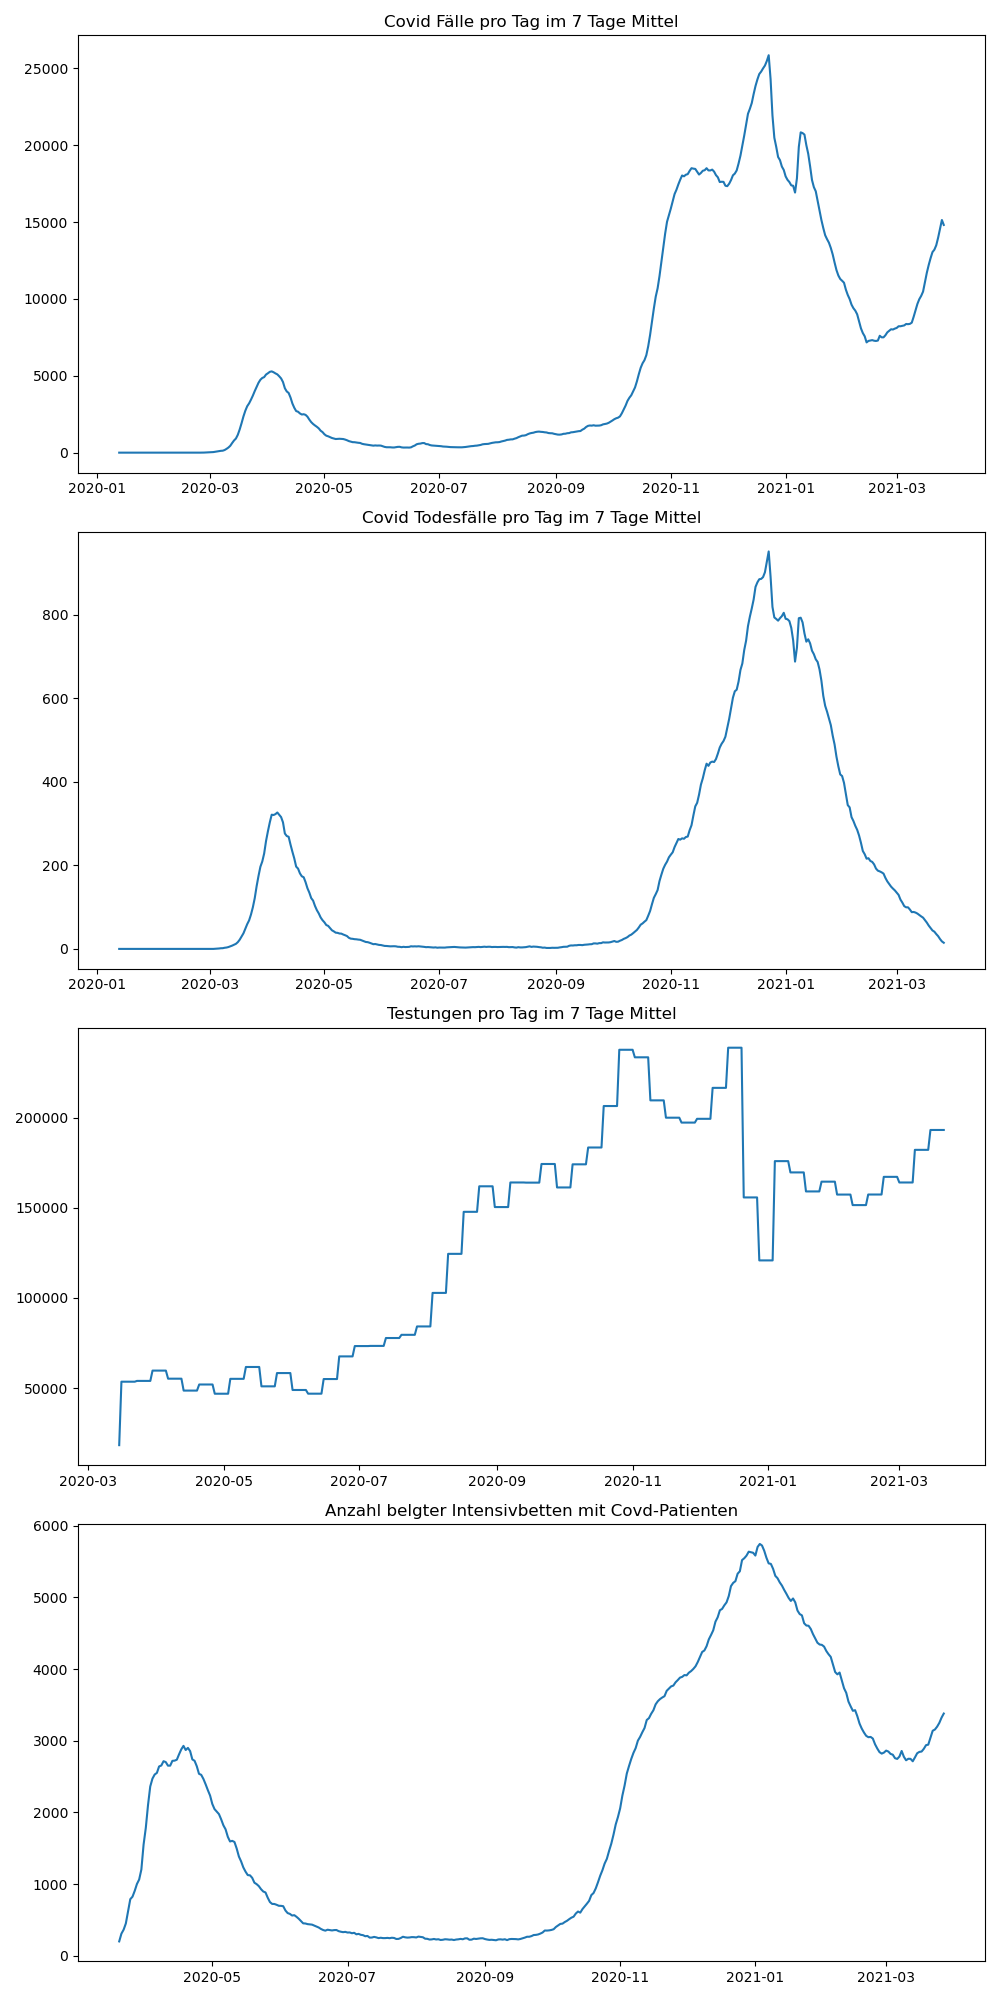 Covid Fälle pro Tag im 7 Tage Mittel
25000
20000
15000
10000
5000
0
2020-01 2020-03 2020-05 2020-07 2020-09 2020-11 2021-01 2021-03
Covid Todesfälle pro Tag im 7 Tage Mittel
800
600
400
200
0
2020-01 2020-03 2020-05 2020-07 2020-09 2020-11 2021-01 2021-03
Testungen pro Tag im 7 Tage Mittel
200000
150000
100000
50000
2020-03 2020-05 2020-07 2020-09 2020-11 2021-01 2021-03
Anzahl belgter Intensivbetten mit Covd-Patienten
6000
5000
4000
3000
2000
1000
0
2020-05 2020-07 2020-09 2020-11 2021-01 2021-03